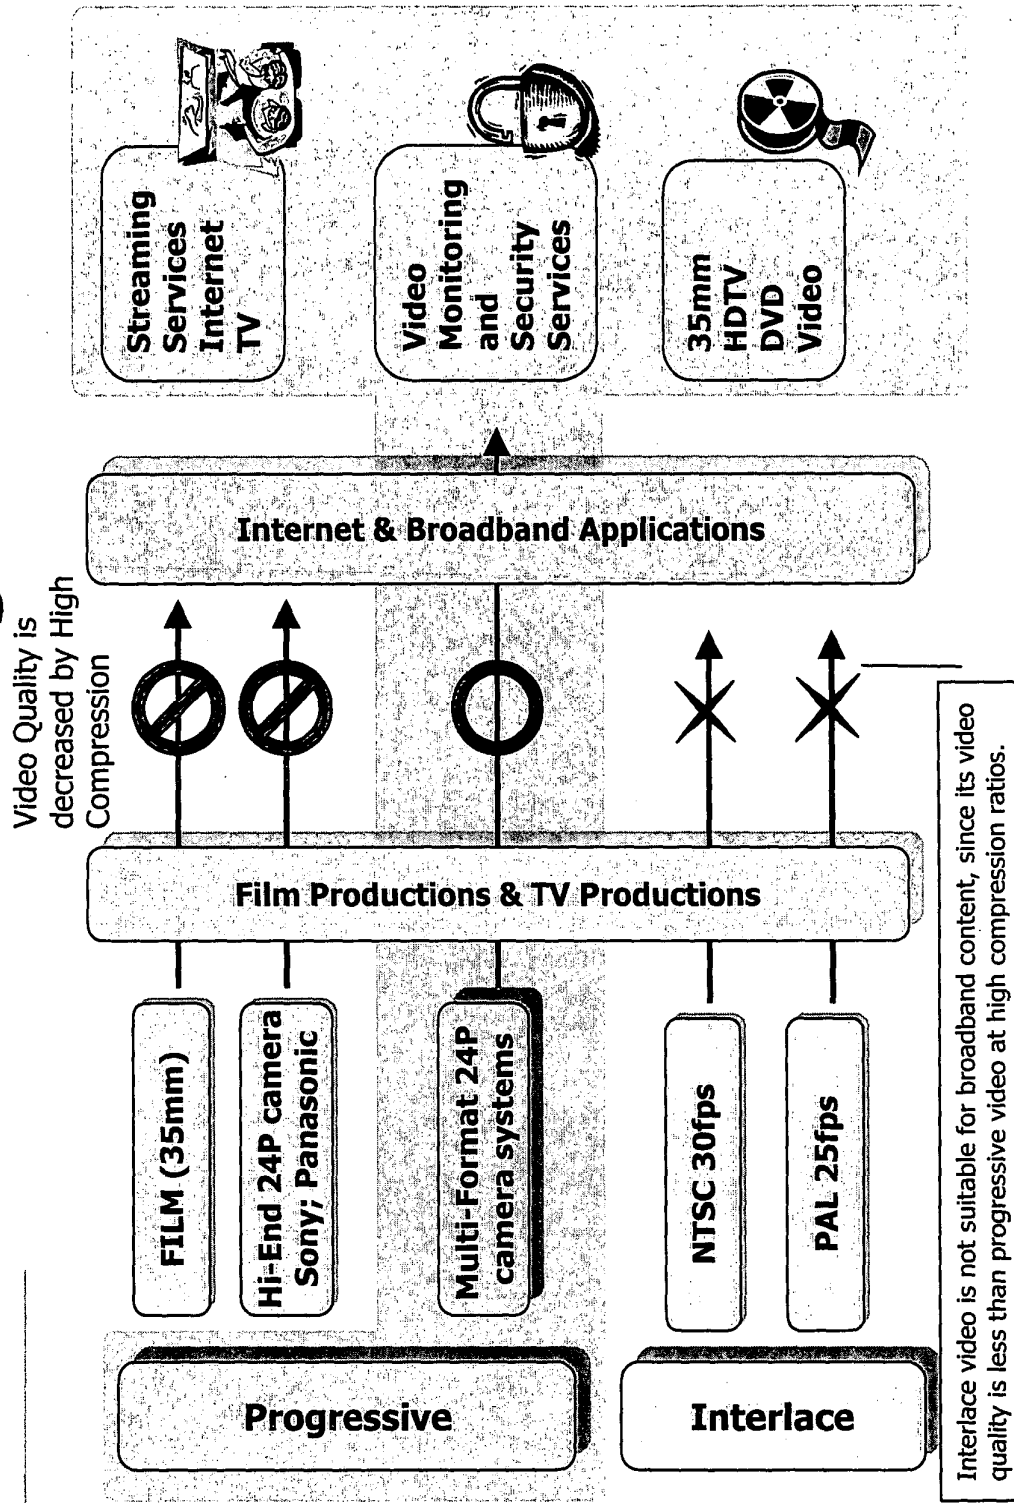 Video Quality is
decreased by High
Compression
Progressive
Interlace
FILM (35mm)
Hi-End 24P camera
Sony; Panasonic
Multi-Format 24P
camera systems
NTSC 30fps
PAL 25fps
Film Productions & TV Productions
Internet & Broadband Applications
Streaming
Services
Internet
TV
Video
Monitoring
and
Security
Services
35mm
HDTV
DVD
Video
Interlace video is not suitable for broadband content, since its video
quality is less than progressive video at high compression ratios.